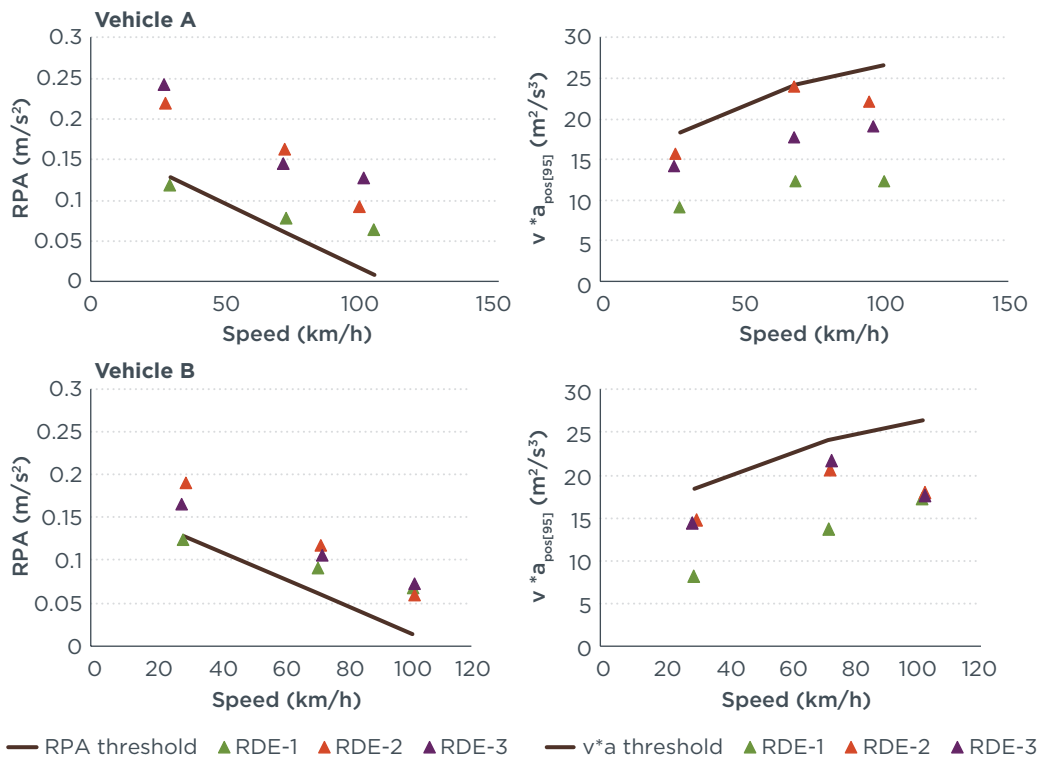 Vehicle A
RPA (m/s²)
0.3
0.25
0.2
0.15
0.1
0.05
0
0 50 100 150
Speed (km/h)
v *a pos[95] (m²/s³)
30
25
20
15
10
5
0
0 50 100 150
Speed (km/h)
Vehicle B
RPA (m/s²)
0.3
0.25
0.2
0.15
0.1
0.05
0
0 20 40 60 80 100 120
Speed (km/h)
v *a pos[95] (m²/s³)
30
25
20
15
10
5
0
0 20 40 60 80 100 120
Speed (km/h)
RPA threshold RDE-1 RDE-2 RDE-3
v*a threshold RDE-1 RDE-2 RDE-3